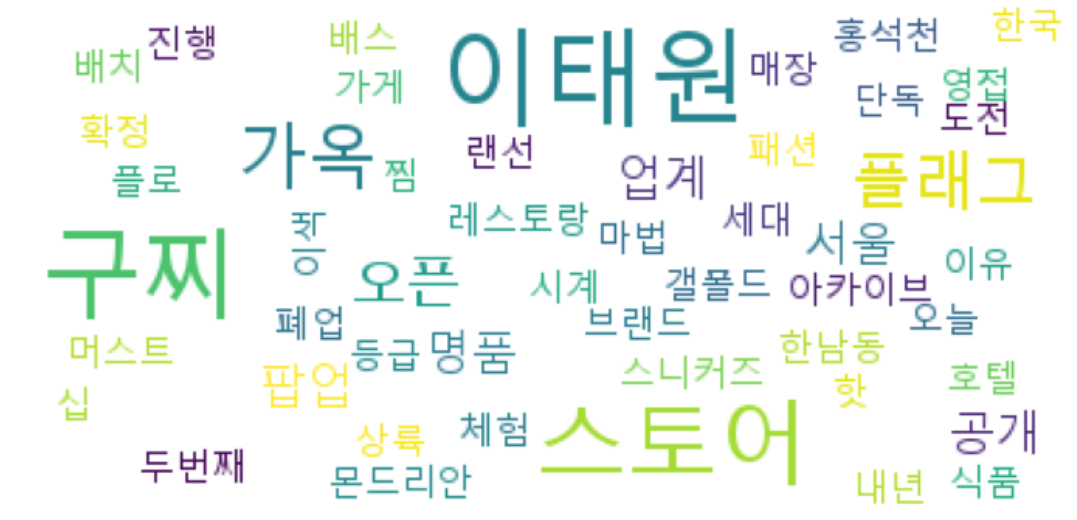 한국
진행
배스
홍석천
이태원
배치
가게
매장
영접
단독
도전
확정
가옥
랜선
패션
찜
업계
플래그
플로
레스토랑
세대
마법
서울
이색
구찌
오픈
시계
갤폴드
아카이브
이유
폐업
브랜드
오늘
머스트
등급
명품
한남동
스니커즈
팝업
핫
호텔
십
상륙
체험
스토어
공개
두번째
몬드리안
내년
식품